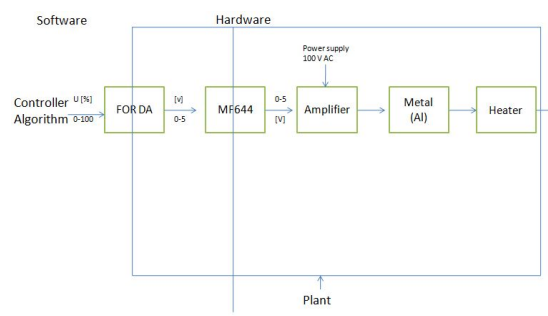 Software
Hardware
Power supply
100 V AC
Controller
Algorithm
U [%]
0-100
FOR DA
[v]
0-5
MF644
0-5
[V]
Amplifier
Metal
(Al)
Heater
Plant